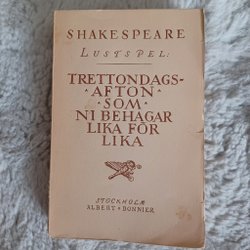 SHAKESPEARE
LUSTSPEL:
TRETTONDAGS-
·AFTON·
·SOM·
NI BEHAGAR
LIKA FÖR
LIKA
STOCKHOLM
ALBERT · BONNIER